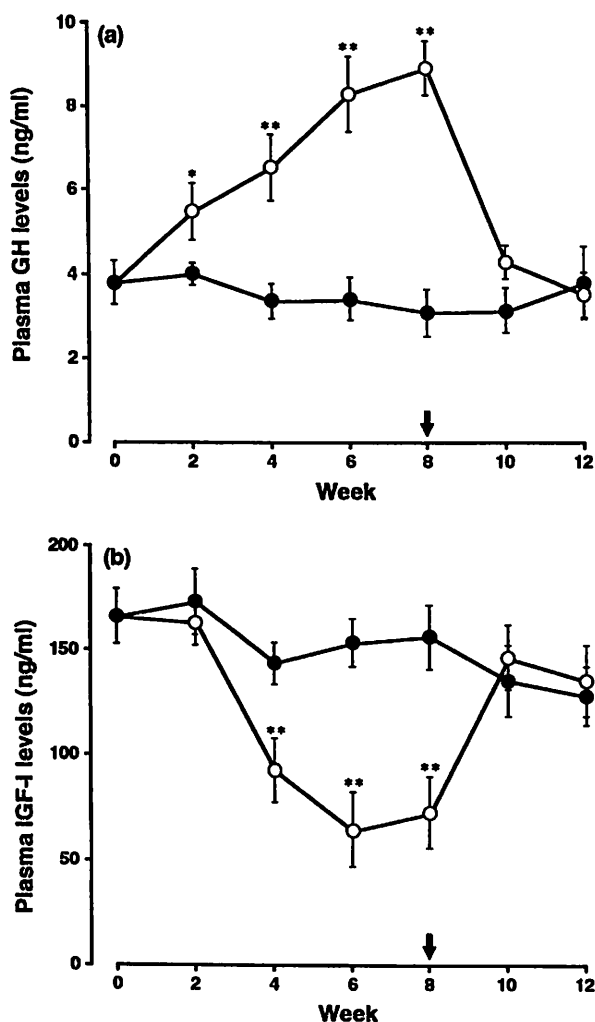 (a)
Plasma GH levels (ng/ml)
10
8
6
4
2
0
*
**
**
**
0 2 4 6 8 10 12
Week
(b)
Plasma IGF-I levels (ng/ml)
200
150
100
50
0
**
**
**
0 2 4 6 8 10 12
Week